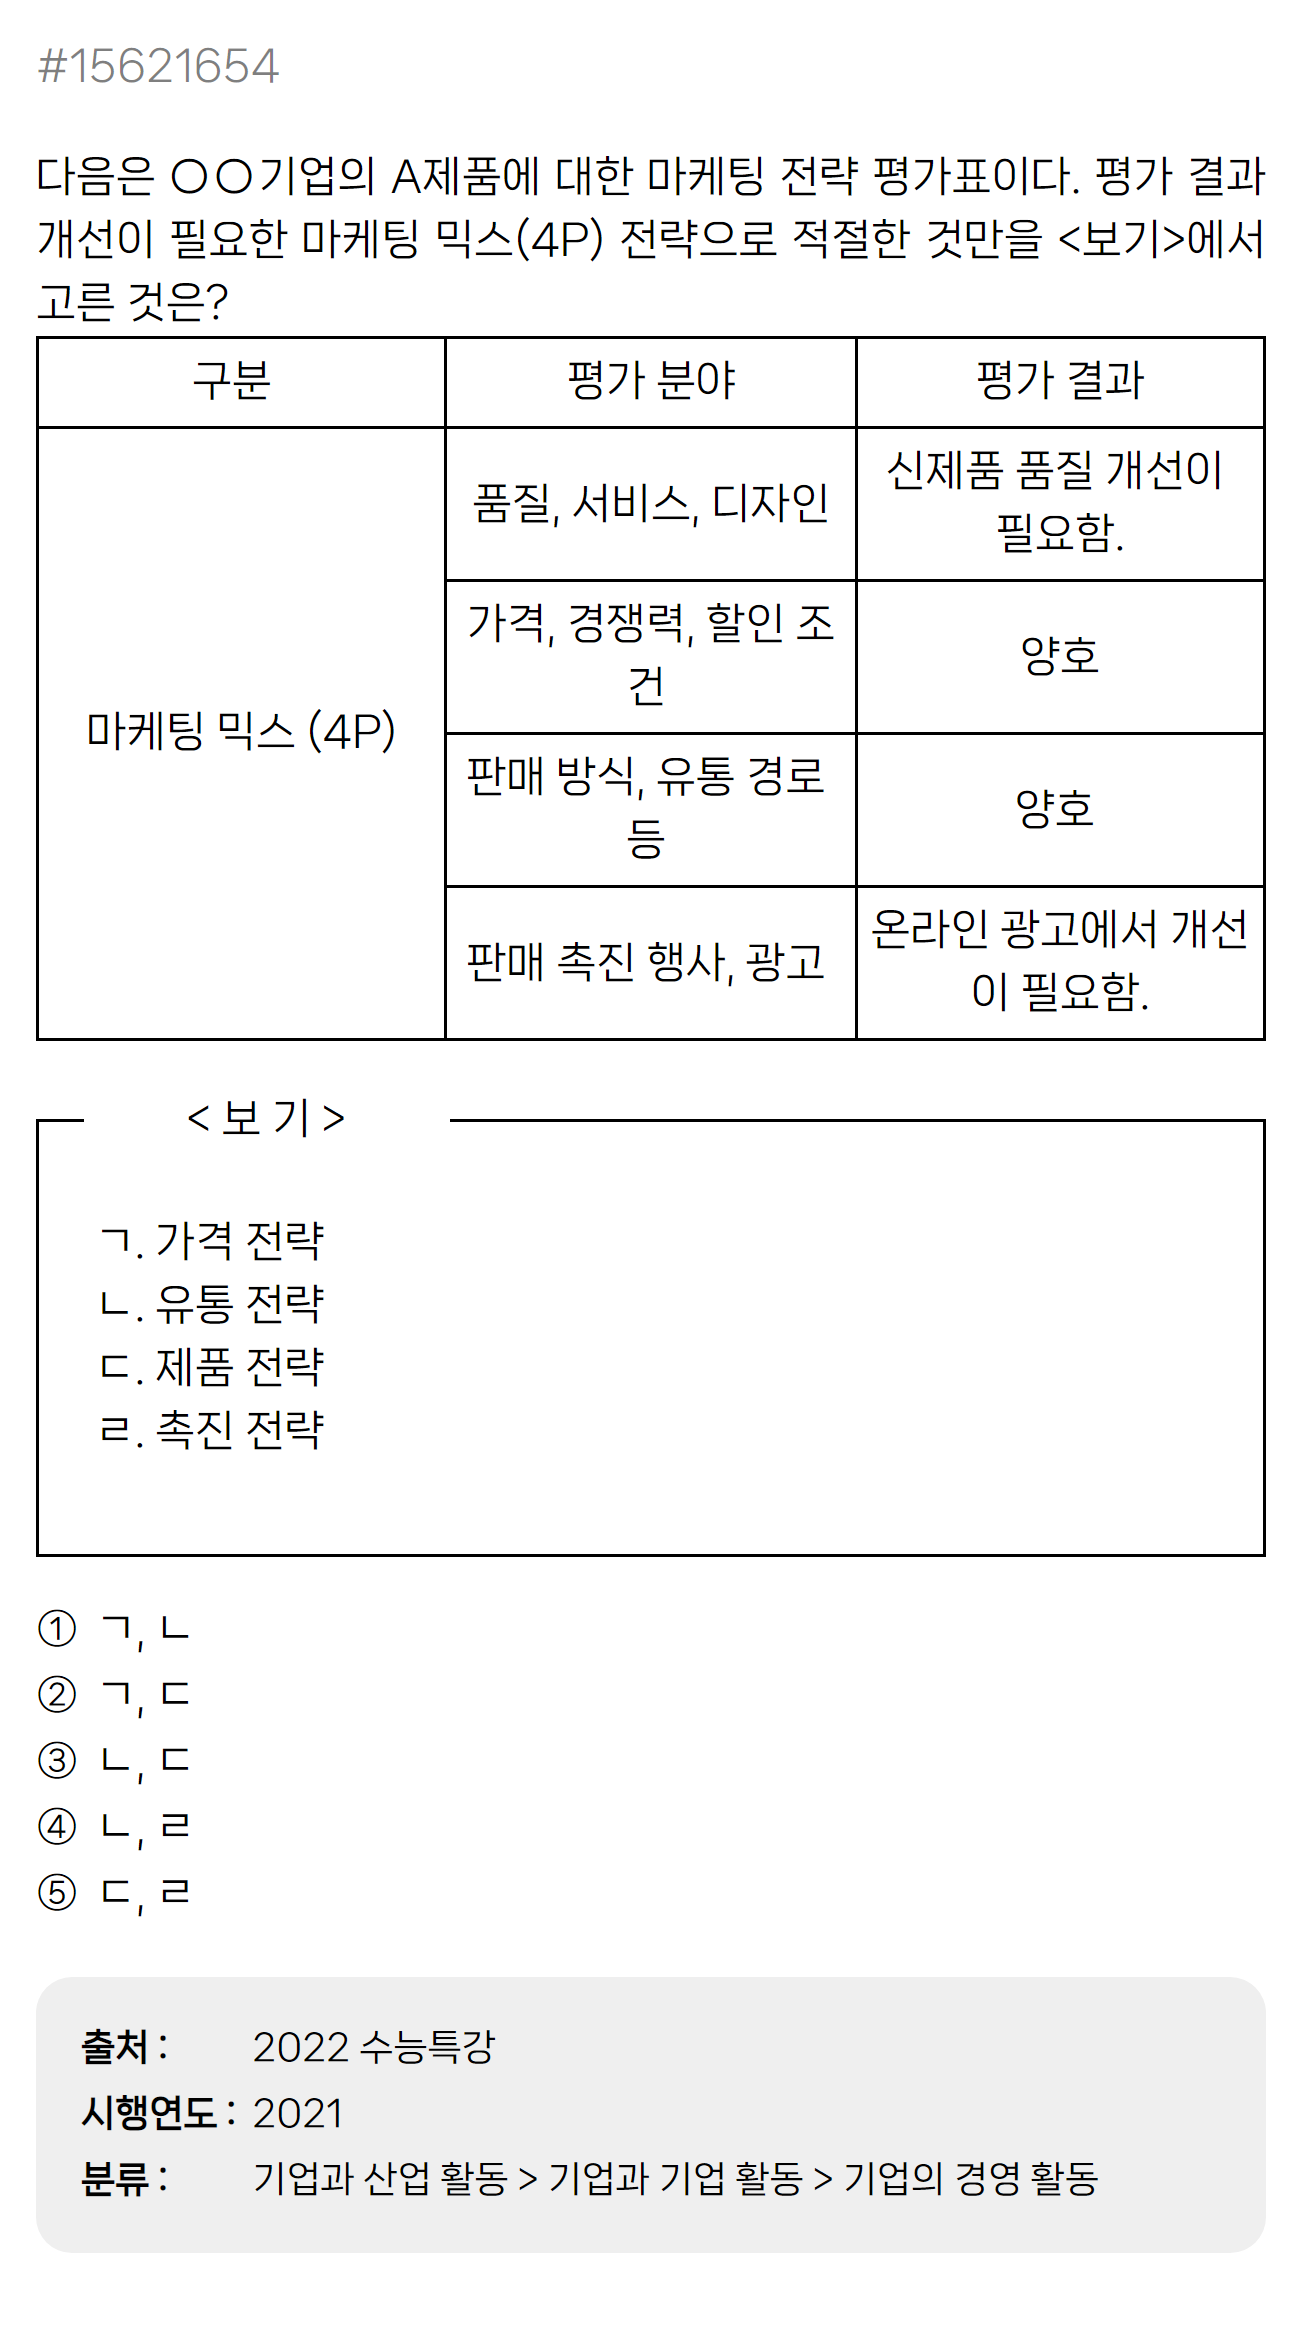 #15621654
다음은 ○○기업의 A제품에 대한 마케팅 전략 평가표이다. 평가 결과
개선이 필요한 마케팅 믹스(4P) 전략으로 적절한 것만을 <보기>에서
고른 것은?
구분 평가 분야 평가 결과
마케팅 믹스 (4P)
품질, 서비스, 디자인
신제품 품질 개선이
필요함.
가격, 경쟁력, 할인 조
건
양호
판매 방식, 유통 경로
등
양호
판매 촉진 행사, 광고
온라인 광고에서 개선
이 필요함.
< 보 기 >
ㄱ. 가격 전략
ㄴ. 유통 전략
ㄷ. 제품 전략
ㄹ. 촉진 전략
① ㄱ, ㄴ
② ㄱ, ㄷ
③ ㄴ, ㄷ
④ ㄴ, ㄹ
⑤ ㄷ, ㄹ
출처 : 2022 수능특강
시행연도 : 2021
분류 : 기업과 산업 활동 > 기업과 기업 활동 > 기업의 경영 활동